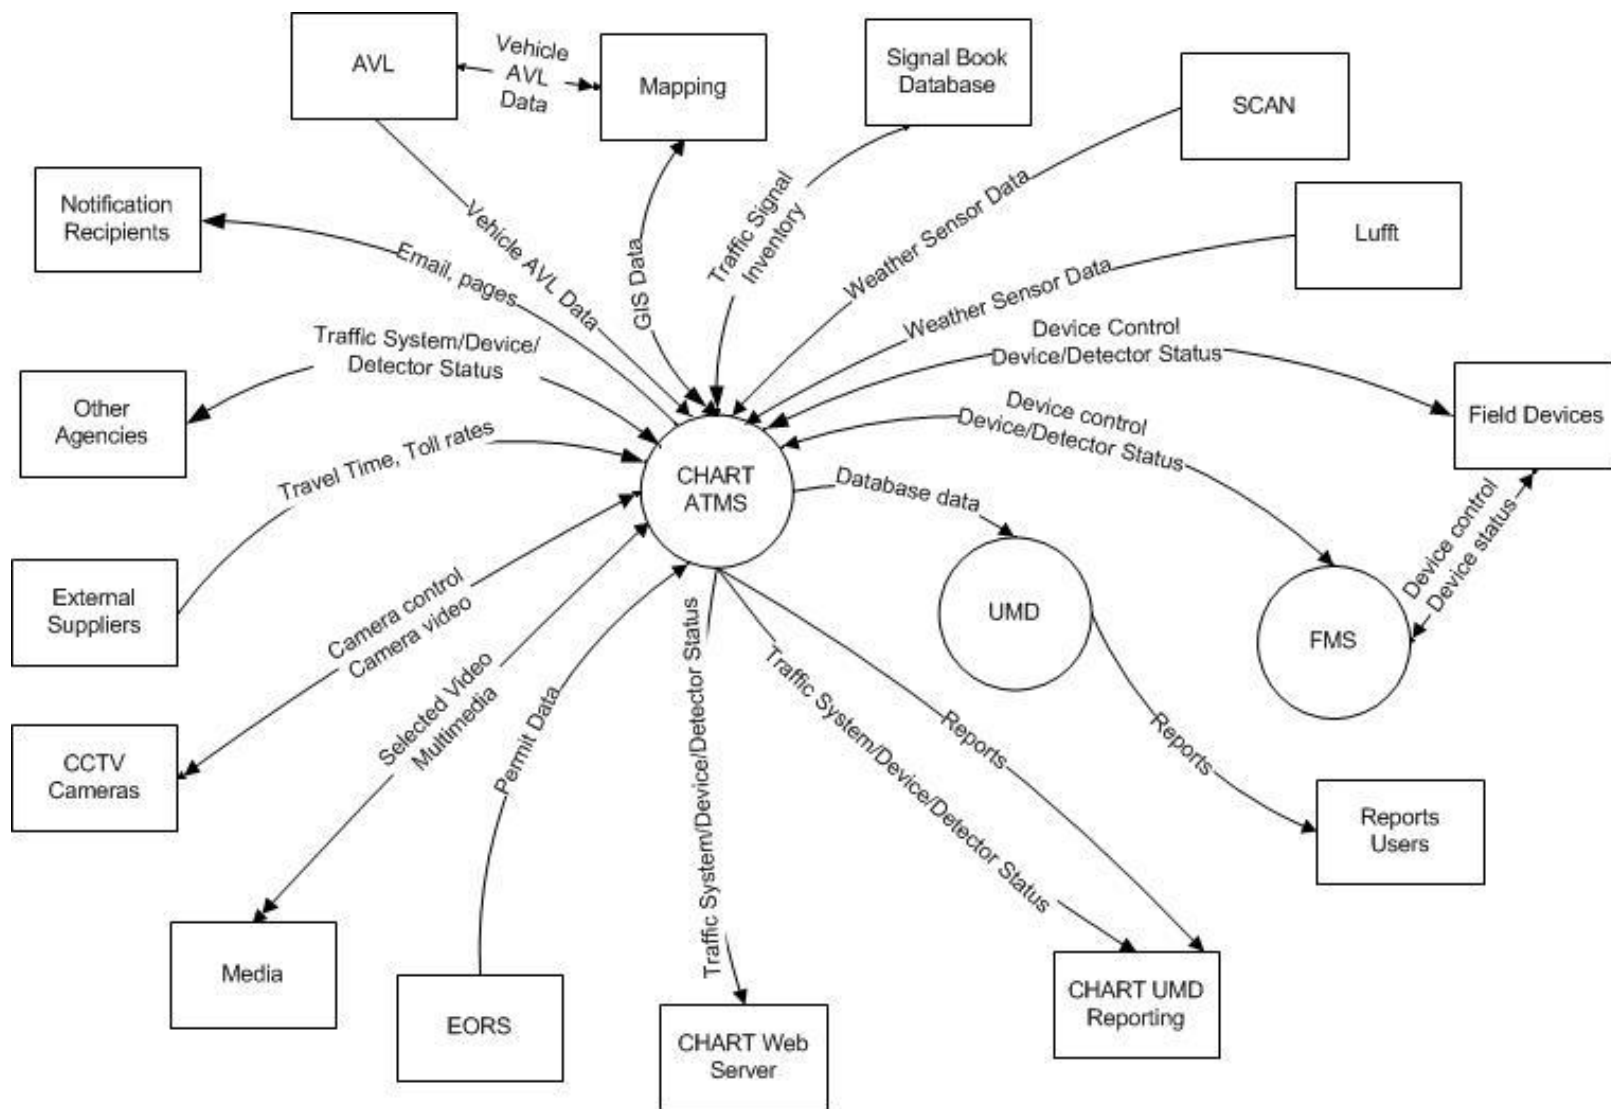 AVL
Vehicle
AVL
Data
Mapping
Signal Book
Database
SCAN
Notification
Recipients
Lufft
Vehicle AVL Data
Email, pages
GIS Data
Traffic Signal
Inventory
Weather Sensor Data
Weather Sensor Data
Device Control
Device/Detector Status
Traffic System/Device/
Detector Status
Other
Agencies
Field Devices
Device control
Device/Detector Status
Travel Time, Toll rates
CHART
ATMS
Database data
Device control
Device status
External
Suppliers
UMD
FMS
Camera control
Camera video
Selected Video
Multimedia
Permit Data
Traffic System/Device/Detector Status
Traffic System/Device/Detector Status
Reports
Reports
CCTV
Cameras
Reports
Users
Media
EORS
CHART Web
Server
CHART UMD
Reporting